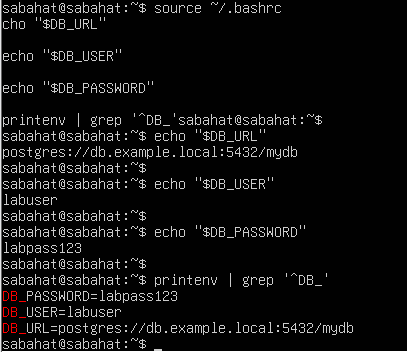 sabahat@sabahat:~$ source ~/.bashrc
cho "$DB_URL"
echo "$DB_USER"
echo "$DB_PASSWORD"
printenv | grep '^DB_'sabahat@sabahat:~$
sabahat@sabahat:~$ echo "$DB_URL"
postgres://db.example.local:5432/mydb
sabahat@sabahat:~$
sabahat@sabahat:~$ echo "$DB_USER"
labuser
sabahat@sabahat:~$
sabahat@sabahat:~$ echo "$DB_PASSWORD"
labpass123
sabahat@sabahat:~$
sabahat@sabahat:~$ printenv | grep '^DB_'
DB_PASSWORD=labpass123
DB_USER=labuser
DB_URL=postgres://db.example.local:5432/mydb
sabahat@sabahat:~$ _